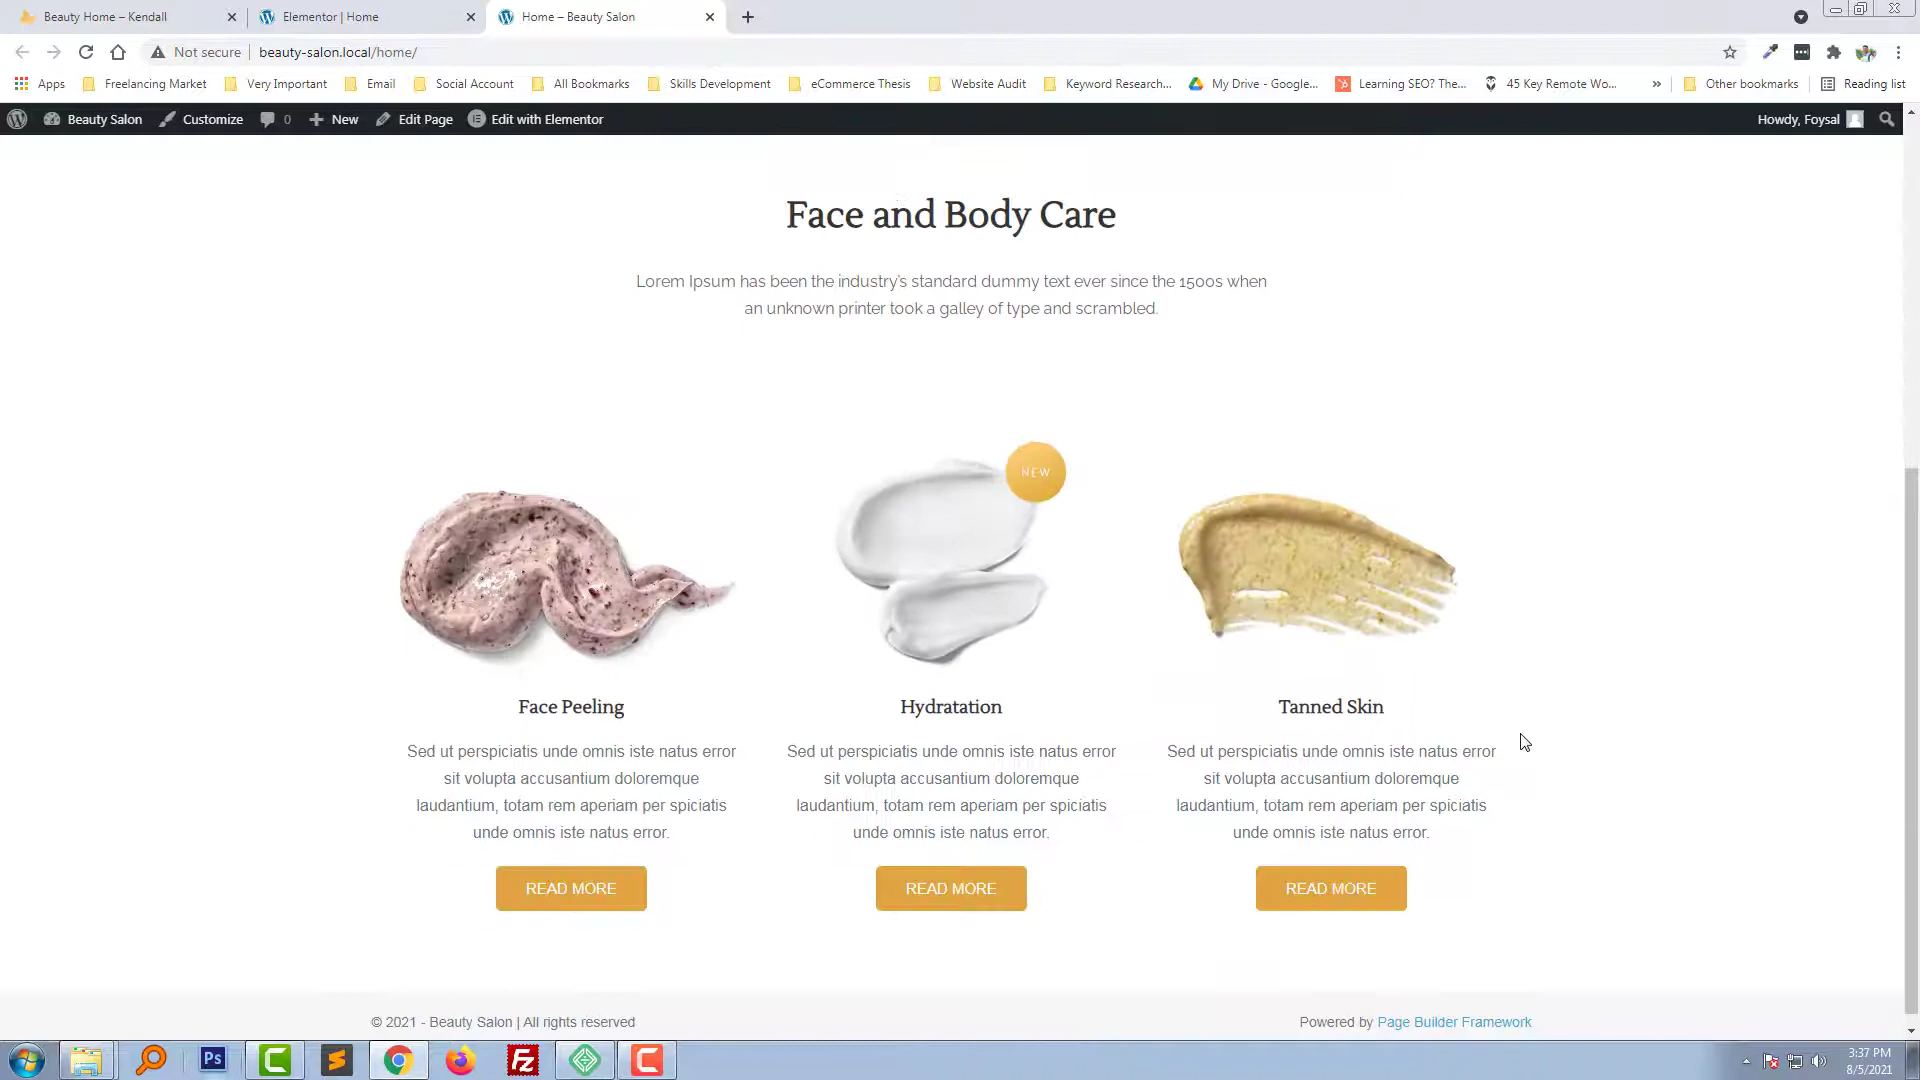 Beauty Home – Kendall
Elementor | Home
Home – Beauty Salon
Not secure
beauty-salon.local/home/
Apps
Freelancing Market
Very Important
Email
Social Account
All Bookmarks
Skills Development
eCommerce Thesis
Website Audit
Keyword Research...
My Drive - Google...
Learning SEO? The...
45 Key Remote Wo...
»
Other bookmarks
Reading list
Beauty Salon
Customize
0
New
Edit Page
Edit with Elementor
Howdy, Foysal
Face and Body Care
Lorem Ipsum has been the industry's standard dummy text ever since the 1500s when
an unknown printer took a galley of type and scrambled.
NEW
Face Peeling
Sed ut perspiciatis unde omnis iste natus error
sit volupta accusantium doloremque
laudantium, totam rem aperiam per spiciatis
unde omnis iste natus error.
READ MORE
Hydratation
Sed ut perspiciatis unde omnis iste natus error
sit volupta accusantium doloremque
laudantium, totam rem aperiam per spiciatis
unde omnis iste natus error.
READ MORE
Tanned Skin
Sed ut perspiciatis unde omnis iste natus error
sit volupta accusantium doloremque
laudantium, totam rem aperiam per spiciatis
unde omnis iste natus error.
READ MORE
© 2021 - Beauty Salon | All rights reserved
Powered by Page Builder Framework
Ps
Fz
3:37 PM
8/5/2021